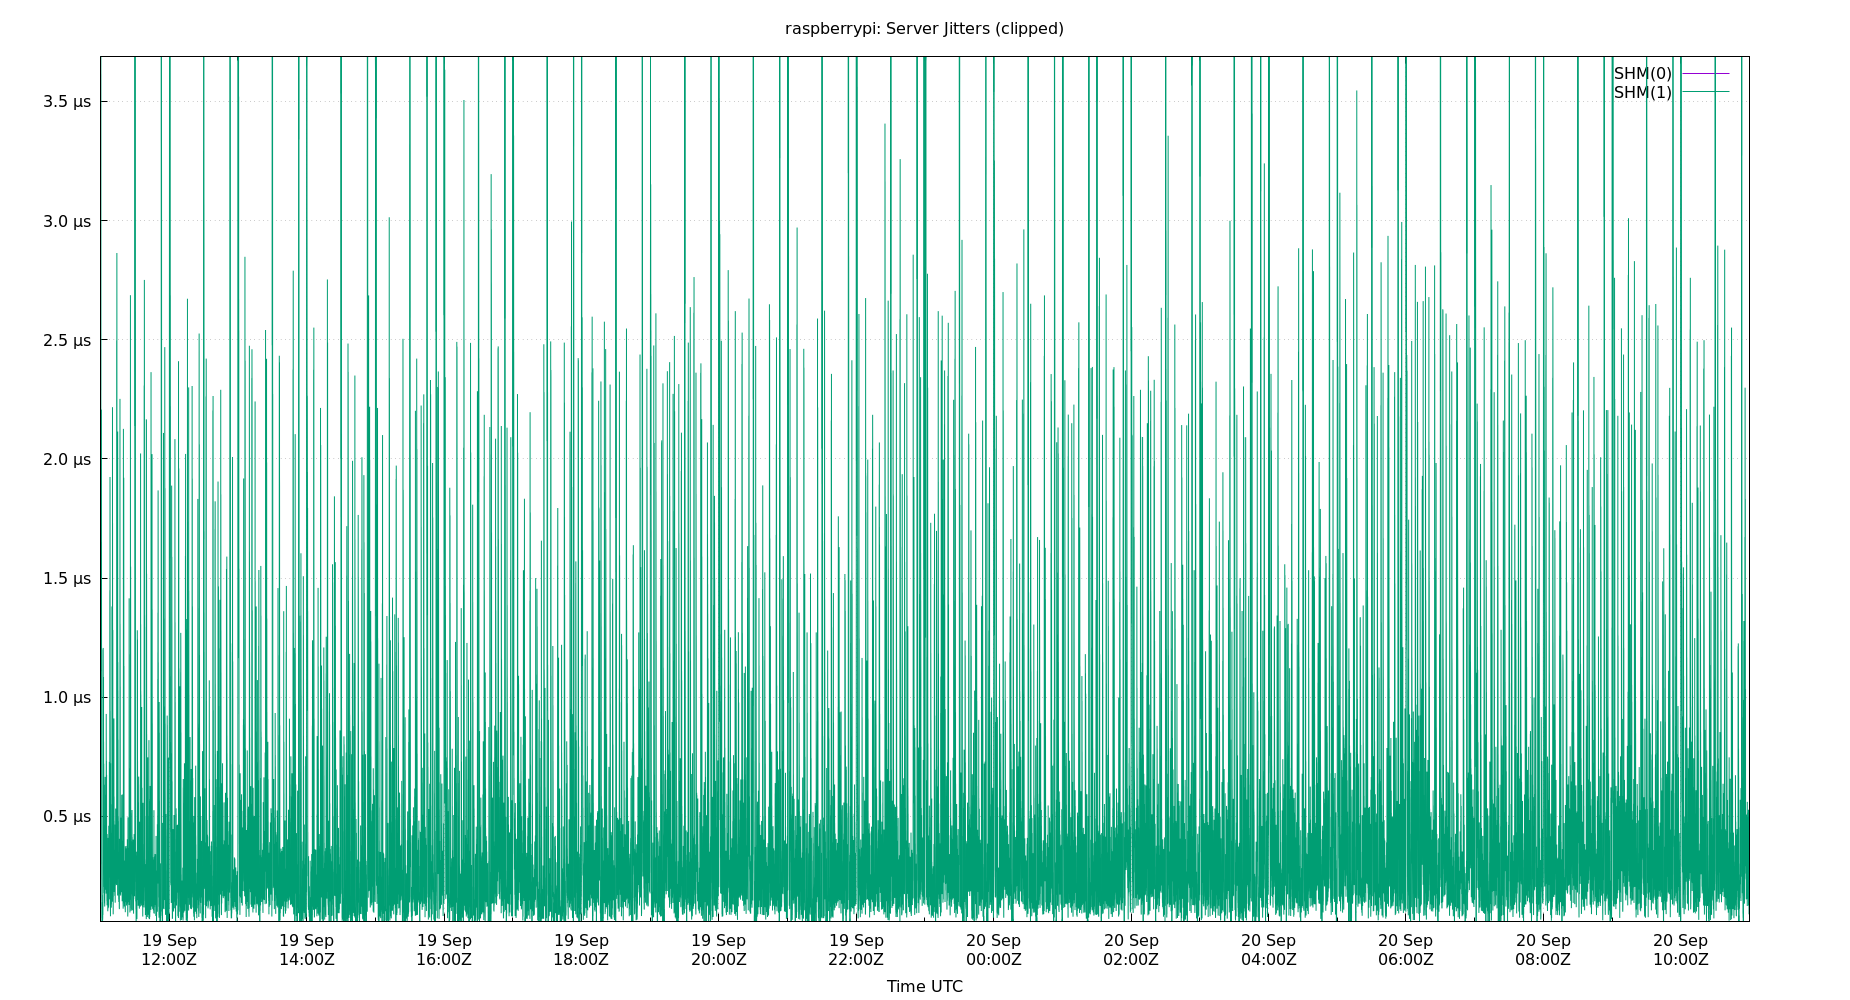 raspberrypi: Server Jitters (clipped)
SHM(0)
SHM(1)
3.5 μs
3.0 μs
2.5 μs
2.0 μs
1.5 μs
1.0 μs
0.5 μs
19 Sep 19 Sep 19 Sep 19 Sep 19 Sep 19 Sep 20 Sep 20 Sep 20 Sep 20 Sep 20 Sep 20 Sep
12:00Z 14:00Z 16:00Z 18:00Z 20:00Z 22:00Z 00:00Z 02:00Z 04:00Z 06:00Z 08:00Z 10:00Z
Time UTC